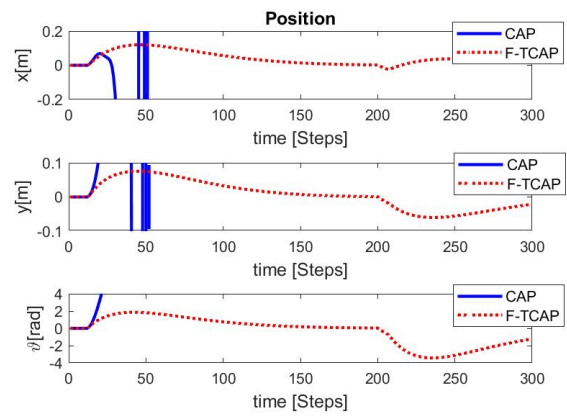 Position
0.2
0
-0.2
x[m]
CAP
F-TCAP
0 50 100 150 200 250 300
time [Steps]
0.1
0
-0.1
y[m]
CAP
F-TCAP
0 50 100 150 200 250 300
time [Steps]
4
2
0
-2
-4
ϑ[rad]
CAP
F-TCAP
0 50 100 150 200 250 300
time [Steps]